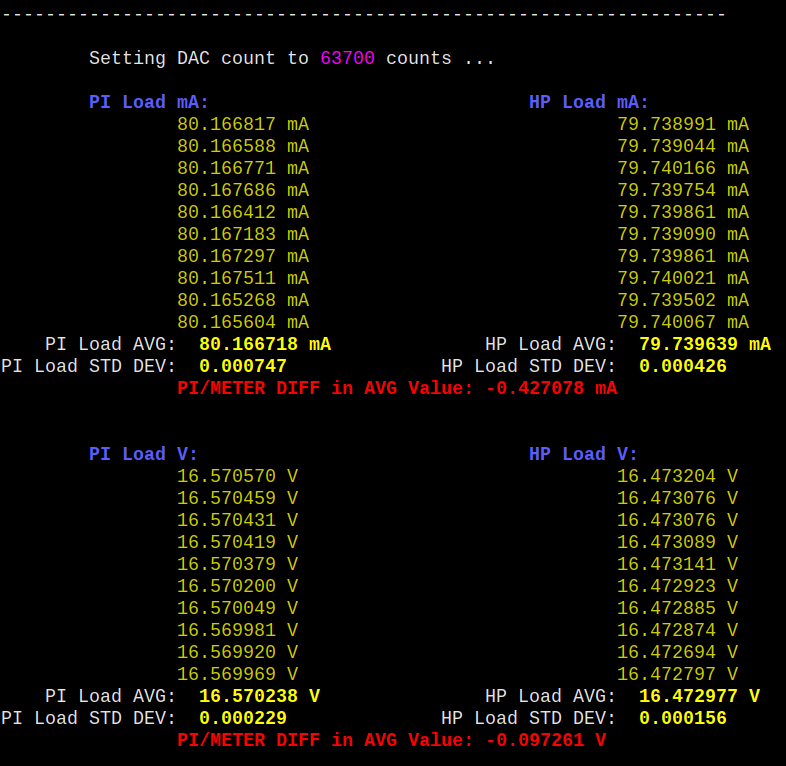 ------------------------------------------------------------------
Setting DAC count to 63700 counts ...
PI Load mA: HP Load mA:
80.166817 mA 79.738991 mA
80.166588 mA 79.739044 mA
80.166771 mA 79.740166 mA
80.167686 mA 79.739754 mA
80.166412 mA 79.739861 mA
80.167183 mA 79.739090 mA
80.167297 mA 79.739861 mA
80.167511 mA 79.740021 mA
80.165268 mA 79.739502 mA
80.165604 mA 79.740067 mA
PI Load AVG: 80.166718 mA HP Load AVG: 79.739639 mA
PI Load STD DEV: 0.000747 HP Load STD DEV: 0.000426
PI/METER DIFF in AVG Value: -0.427078 mA
PI Load V: HP Load V:
16.570570 V 16.473204 V
16.570459 V 16.473076 V
16.570431 V 16.473076 V
16.570419 V 16.473089 V
16.570379 V 16.473141 V
16.570200 V 16.472923 V
16.570049 V 16.472885 V
16.569981 V 16.472874 V
16.569920 V 16.472694 V
16.569969 V 16.472797 V
PI Load AVG: 16.570238 V HP Load AVG: 16.472977 V
PI Load STD DEV: 0.000229 HP Load STD DEV: 0.000156
PI/METER DIFF in AVG Value: -0.097261 V